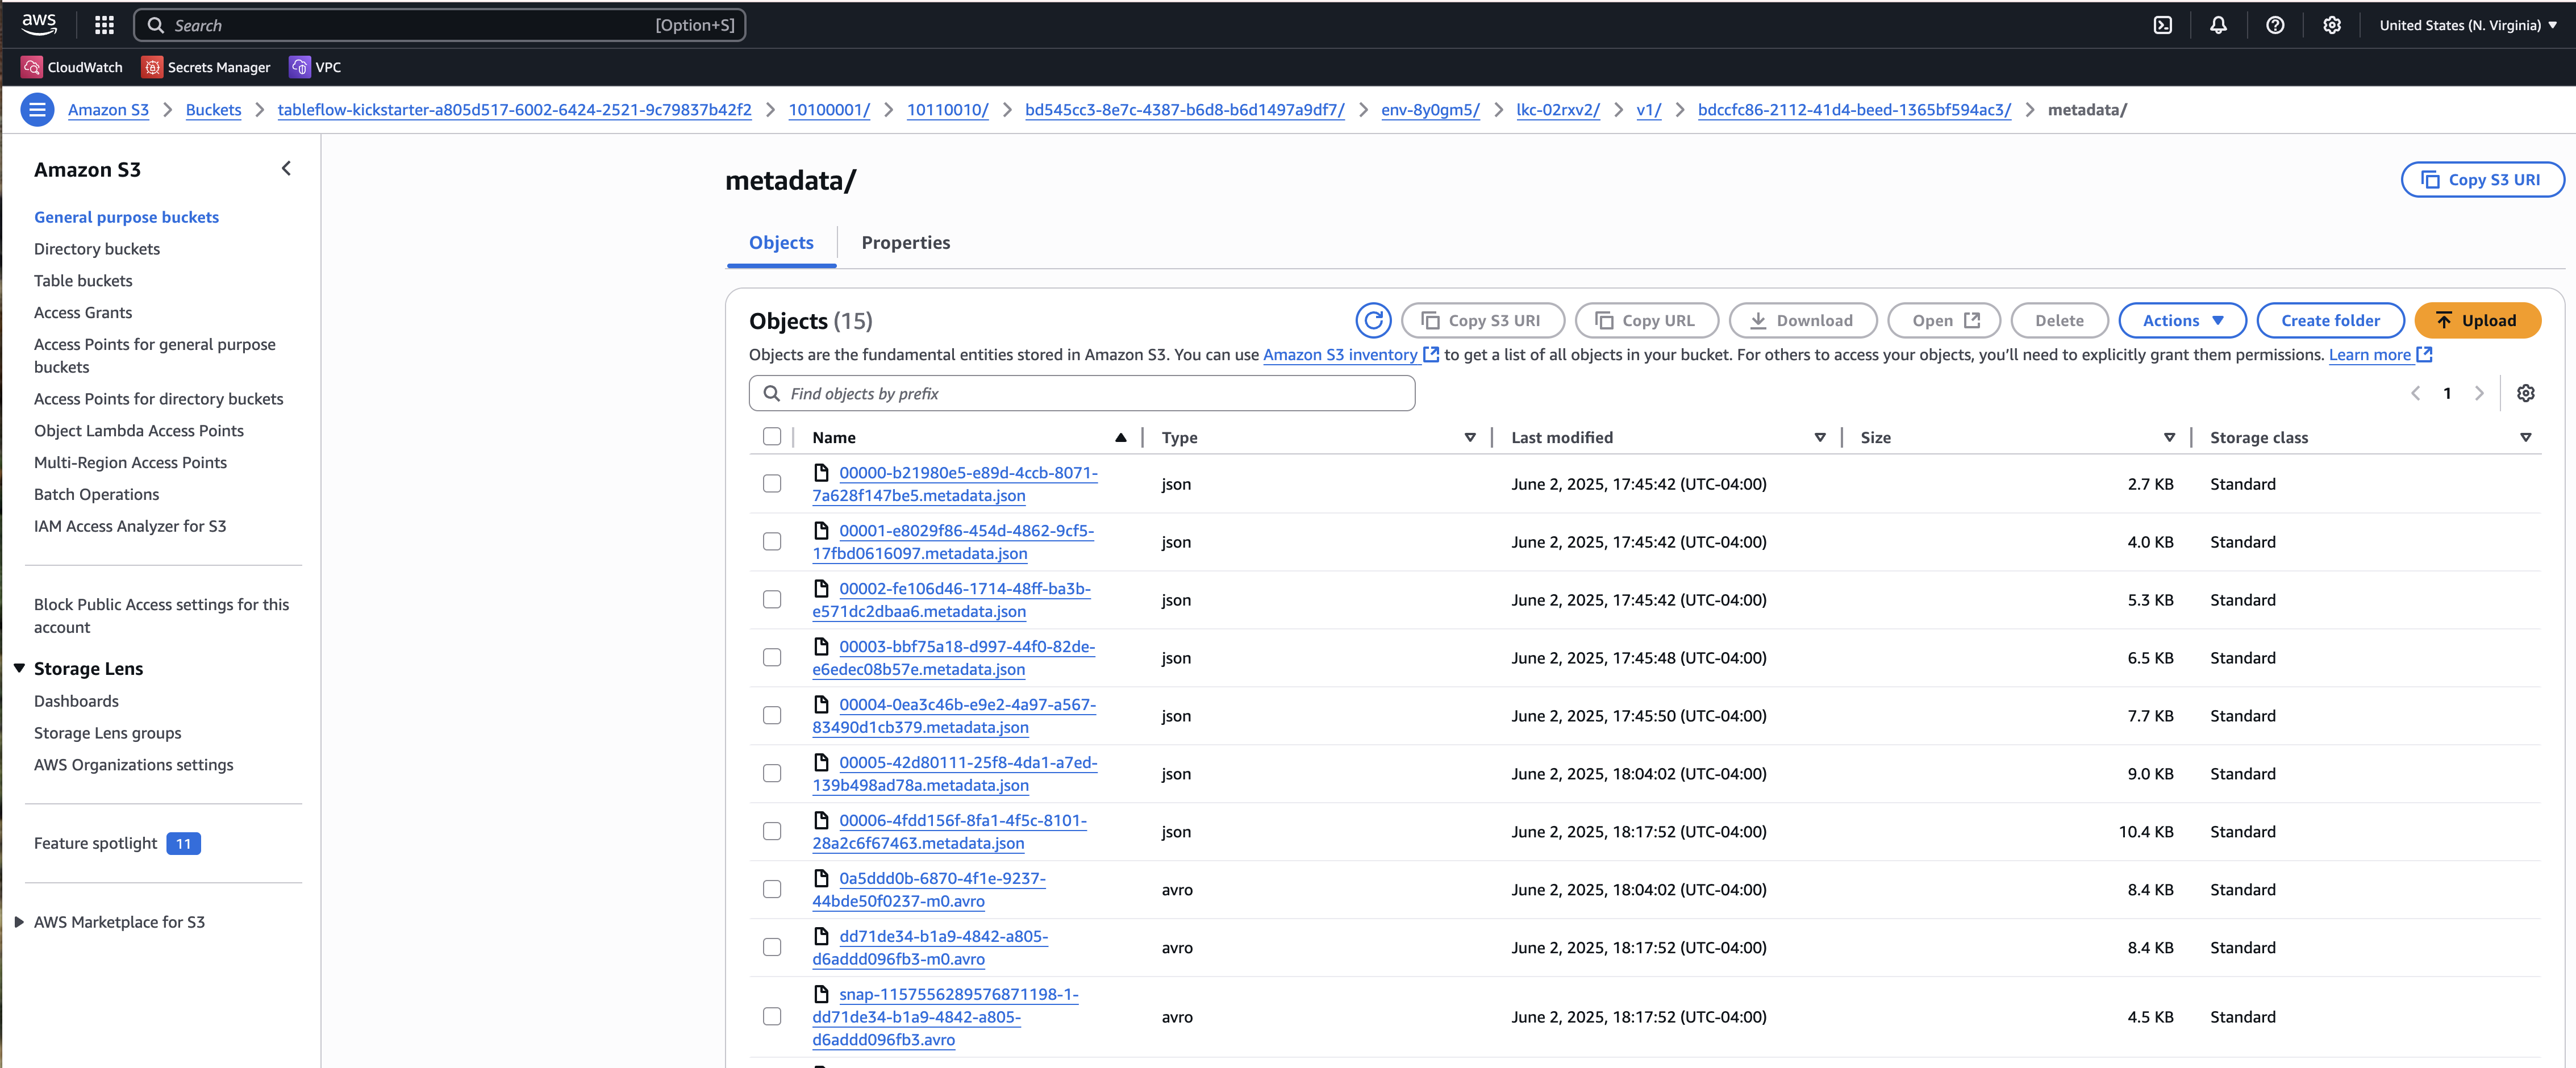 aws
Search [Option+S]
United States (N. Virginia)
CloudWatch Secrets Manager VPC
Amazon S3 Buckets tableflow-kickstarter-a805d517-6002-6424-2521-9c79837b42f2 10100001/ 10110010/ bd545cc3-8e7c-4387-b6d8-b6d1497a9df7/ env-8y0gm5/ lkc-02rxv2/ v1/ bdccfc86-2112-41d4-beed-1365bf594ac3/ metadata/
Amazon S3
General purpose buckets
Directory buckets
Table buckets
Access Grants
Access Points for general purpose
buckets
Access Points for directory buckets
Object Lambda Access Points
Multi-Region Access Points
Batch Operations
IAM Access Analyzer for S3
Block Public Access settings for this
account
Storage Lens
Dashboards
Storage Lens groups
AWS Organizations settings
Feature spotlight 11
AWS Marketplace for S3
metadata/
Copy S3 URI
Objects Properties
Objects (15)
Copy S3 URI Copy URL Download Open Delete Actions Create folder Upload
Objects are the fundamental entities stored in Amazon S3. You can use Amazon S3 inventory to get a list of all objects in your bucket. For others to access your objects, you'll need to explicitly grant them permissions. Learn more
Find objects by prefix
1
Name Type Last modified Size Storage class
00000-b21980e5-e89d-4ccb-8071-
7a628f147be5.metadata.json
json June 2, 2025, 17:45:42 (UTC-04:00) 2.7 KB Standard
00001-e8029f86-454d-4862-9cf5-
17fbd0616097.metadata.json
json June 2, 2025, 17:45:42 (UTC-04:00) 4.0 KB Standard
00002-fe106d46-1714-48ff-ba3b-
e571dc2dbaa6.metadata.json
json June 2, 2025, 17:45:42 (UTC-04:00) 5.3 KB Standard
00003-bbf75a18-d997-44f0-82de-
e6edec08b57e.metadata.json
json June 2, 2025, 17:45:48 (UTC-04:00) 6.5 KB Standard
00004-0ea3c46b-e9e2-4a97-a567-
83490d1cb379.metadata.json
json June 2, 2025, 17:45:50 (UTC-04:00) 7.7 KB Standard
00005-42d80111-25f8-4da1-a7ed-
139b498ad78a.metadata.json
json June 2, 2025, 18:04:02 (UTC-04:00) 9.0 KB Standard
00006-4fdd156f-8fa1-4f5c-8101-
28a2c6f67463.metadata.json
json June 2, 2025, 18:17:52 (UTC-04:00) 10.4 KB Standard
0a5ddd0b-6870-4f1e-9237-
44bde50f0237-m0.avro
avro June 2, 2025, 18:04:02 (UTC-04:00) 8.4 KB Standard
dd71de34-b1a9-4842-a805-
d6addd096fb3-m0.avro
avro June 2, 2025, 18:17:52 (UTC-04:00) 8.4 KB Standard
snap-1157556289576871198-1-
dd71de34-b1a9-4842-a805-
d6addd096fb3.avro
avro June 2, 2025, 18:17:52 (UTC-04:00) 4.5 KB Standard